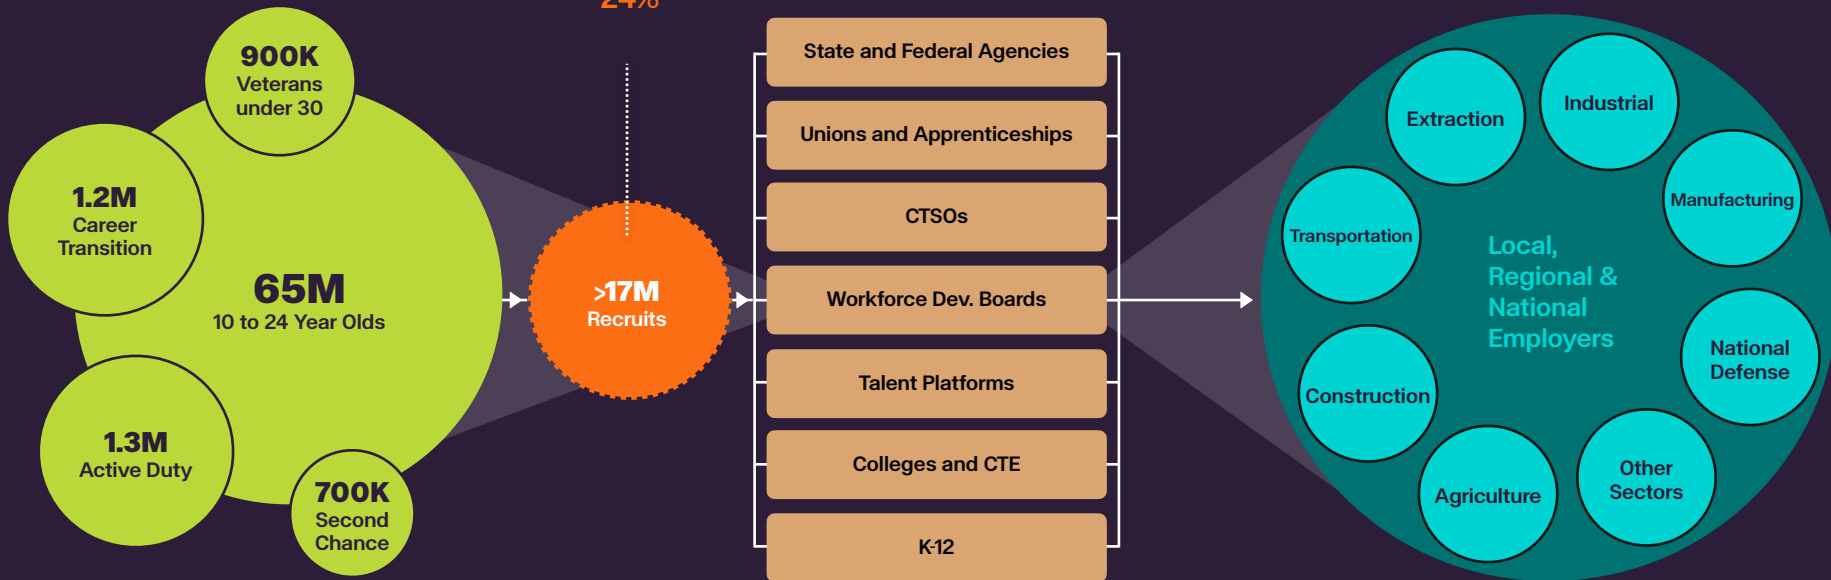 24%
900K
Veterans
under 30
1.2M
Career
Transition
65M
10 to 24 Year Olds
1.3M
Active Duty
700K
Second
Chance
>17M
Recruits
State and Federal Agencies
Unions and Apprenticeships
CTSOs
Workforce Dev. Boards
Talent Platforms
Colleges and CTE
K-12
Extraction
Industrial
Manufacturing
Transportation
Local,
Regional &
National
Employers
National
Defense
Construction
Other
Sectors
Agriculture